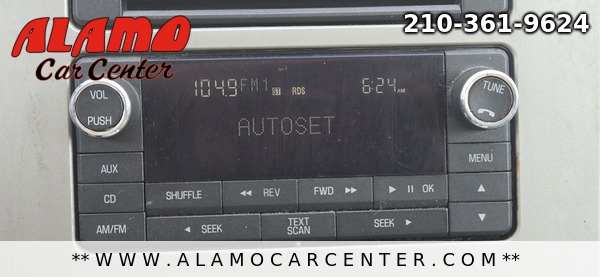 ALAMO
Car Center
210-361-9624
VOL
PUSH
104.9 FM1 RDS 6:24 AM
AUTOSET
TUNE
AUX
CD
AM/FM
SHUFFLE ◄◄ REV FWD ►► ► II OK
◄ SEEK TEXT SCAN SEEK ►
MENU
▲
▼
**WWW.ALAMOCARCENTER.COM**